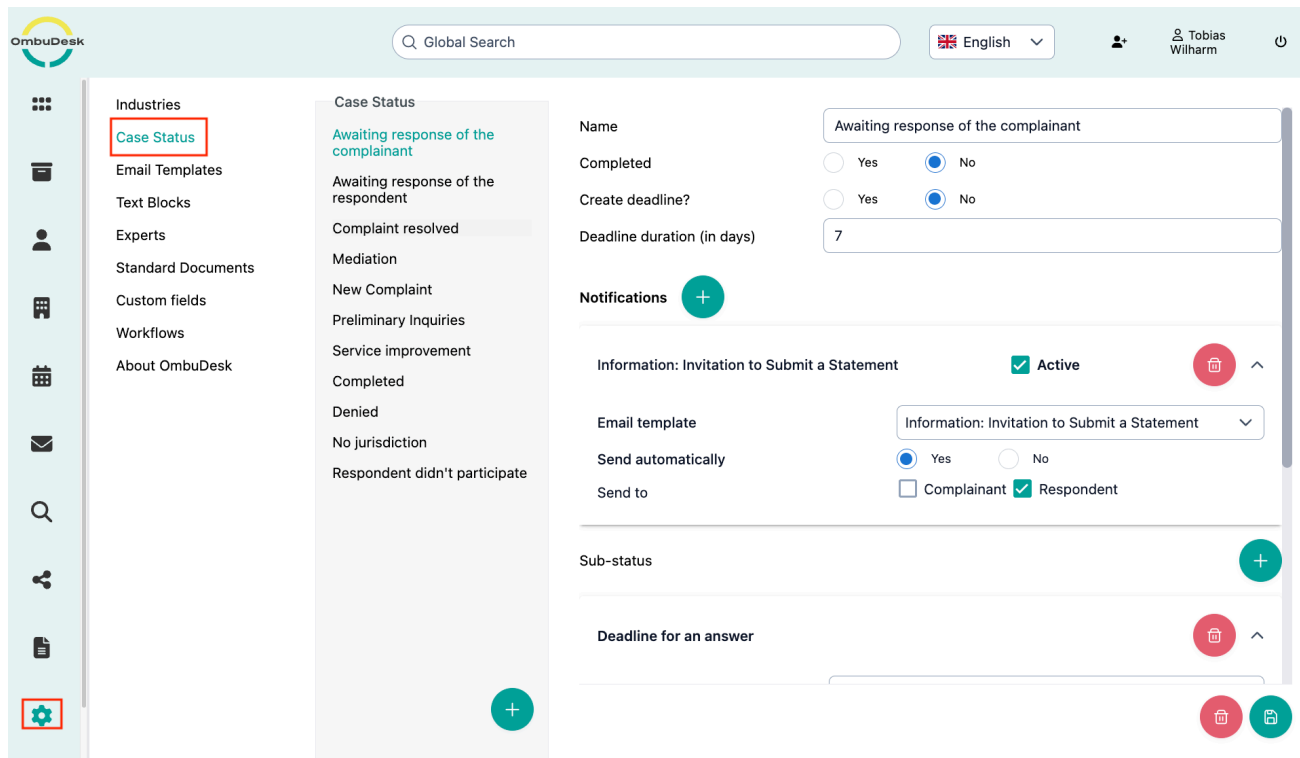 OmbuDesk
Global Search
English
Tobias
Wilharm
Industries
Case Status
Email Templates
Text Blocks
Experts
Standard Documents
Custom fields
Workflows
About OmbuDesk
Case Status
Awaiting response of the
complainant
Awaiting response of the
respondent
Complaint resolved
Mediation
New Complaint
Preliminary Inquiries
Service improvement
Completed
Denied
No jurisdiction
Respondent didn't participate
Name
Awaiting response of the complainant
Completed
Yes
No
Create deadline?
Yes
No
Deadline duration (in days)
7
Notifications
Information: Invitation to Submit a Statement
Active
Email template
Information: Invitation to Submit a Statement
Send automatically
Yes
No
Send to
Complainant
Respondent
Sub-status
Deadline for an answer